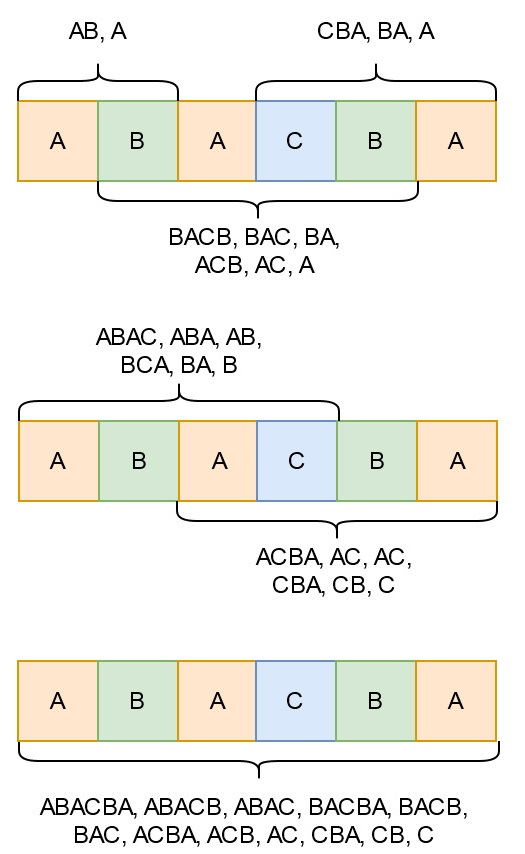 AB, A
CBA, BA, A
A B A C B A
BACB, BAC, BA,
ACB, AC, A
ABAC, ABA, AB,
BCA, BA, B
A B A C B A
ACBA, AC, AC,
CBA, CB, C
A B A C B A
ABACBA, ABACB, ABAC, BACBA, BACB,
BAC, ACBA, ACB, AC, CBA, CB, C